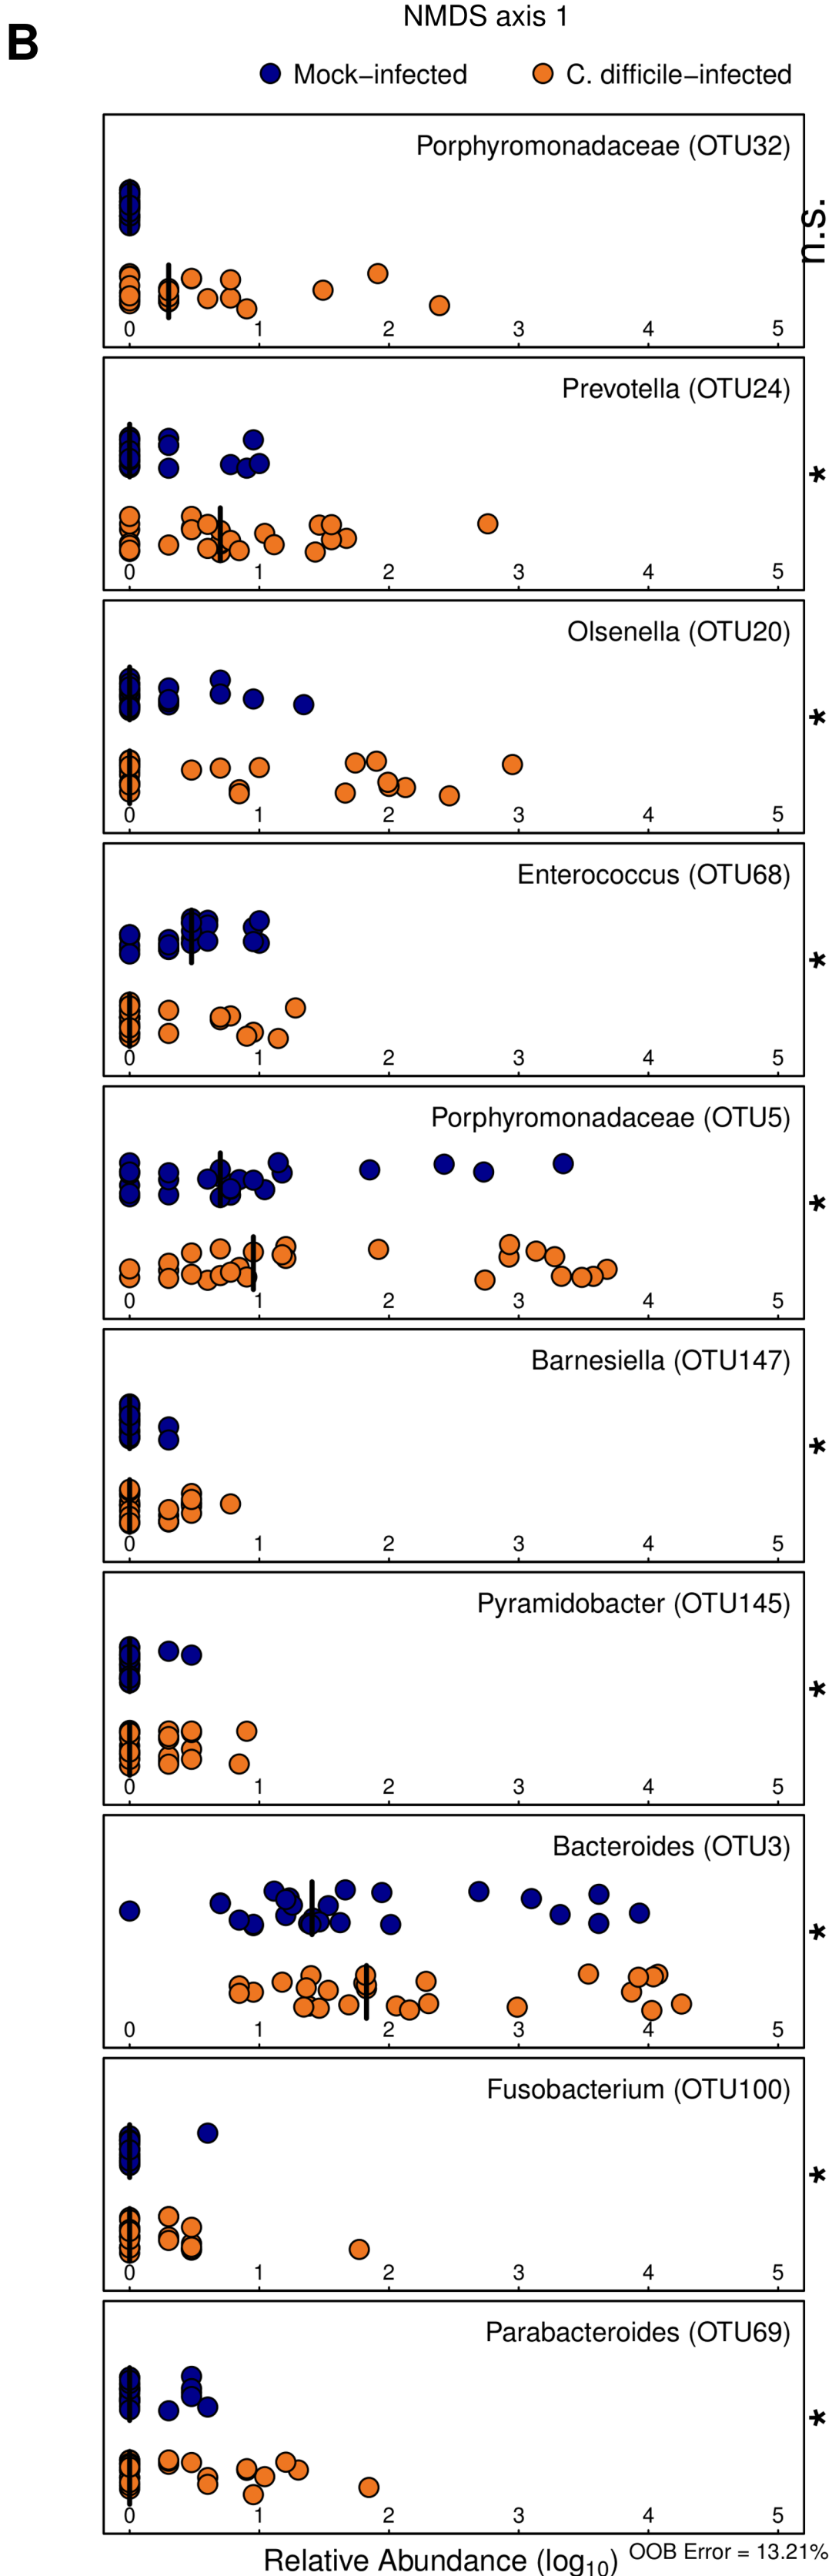 NMDS axis 1
B
Mock−infected C. difficile−infected
Porphyromonadaceae (OTU32)
n.s.
0 1 2 3 4 5
Prevotella (OTU24)
*
0 1 2 3 4 5
Olsenella (OTU20)
*
0 1 2 3 4 5
Enterococcus (OTU68)
*
0 1 2 3 4 5
Porphyromonadaceae (OTU5)
*
0 1 2 3 4 5
Barnesiella (OTU147)
*
0 1 2 3 4 5
Pyramidobacter (OTU145)
*
0 1 2 3 4 5
Bacteroides (OTU3)
*
0 1 2 3 4 5
Fusobacterium (OTU100)
*
0 1 2 3 4 5
Parabacteroides (OTU69)
*
0 1 2 3 4 5
Relative Abundance (log10) OOB Error = 13.21%